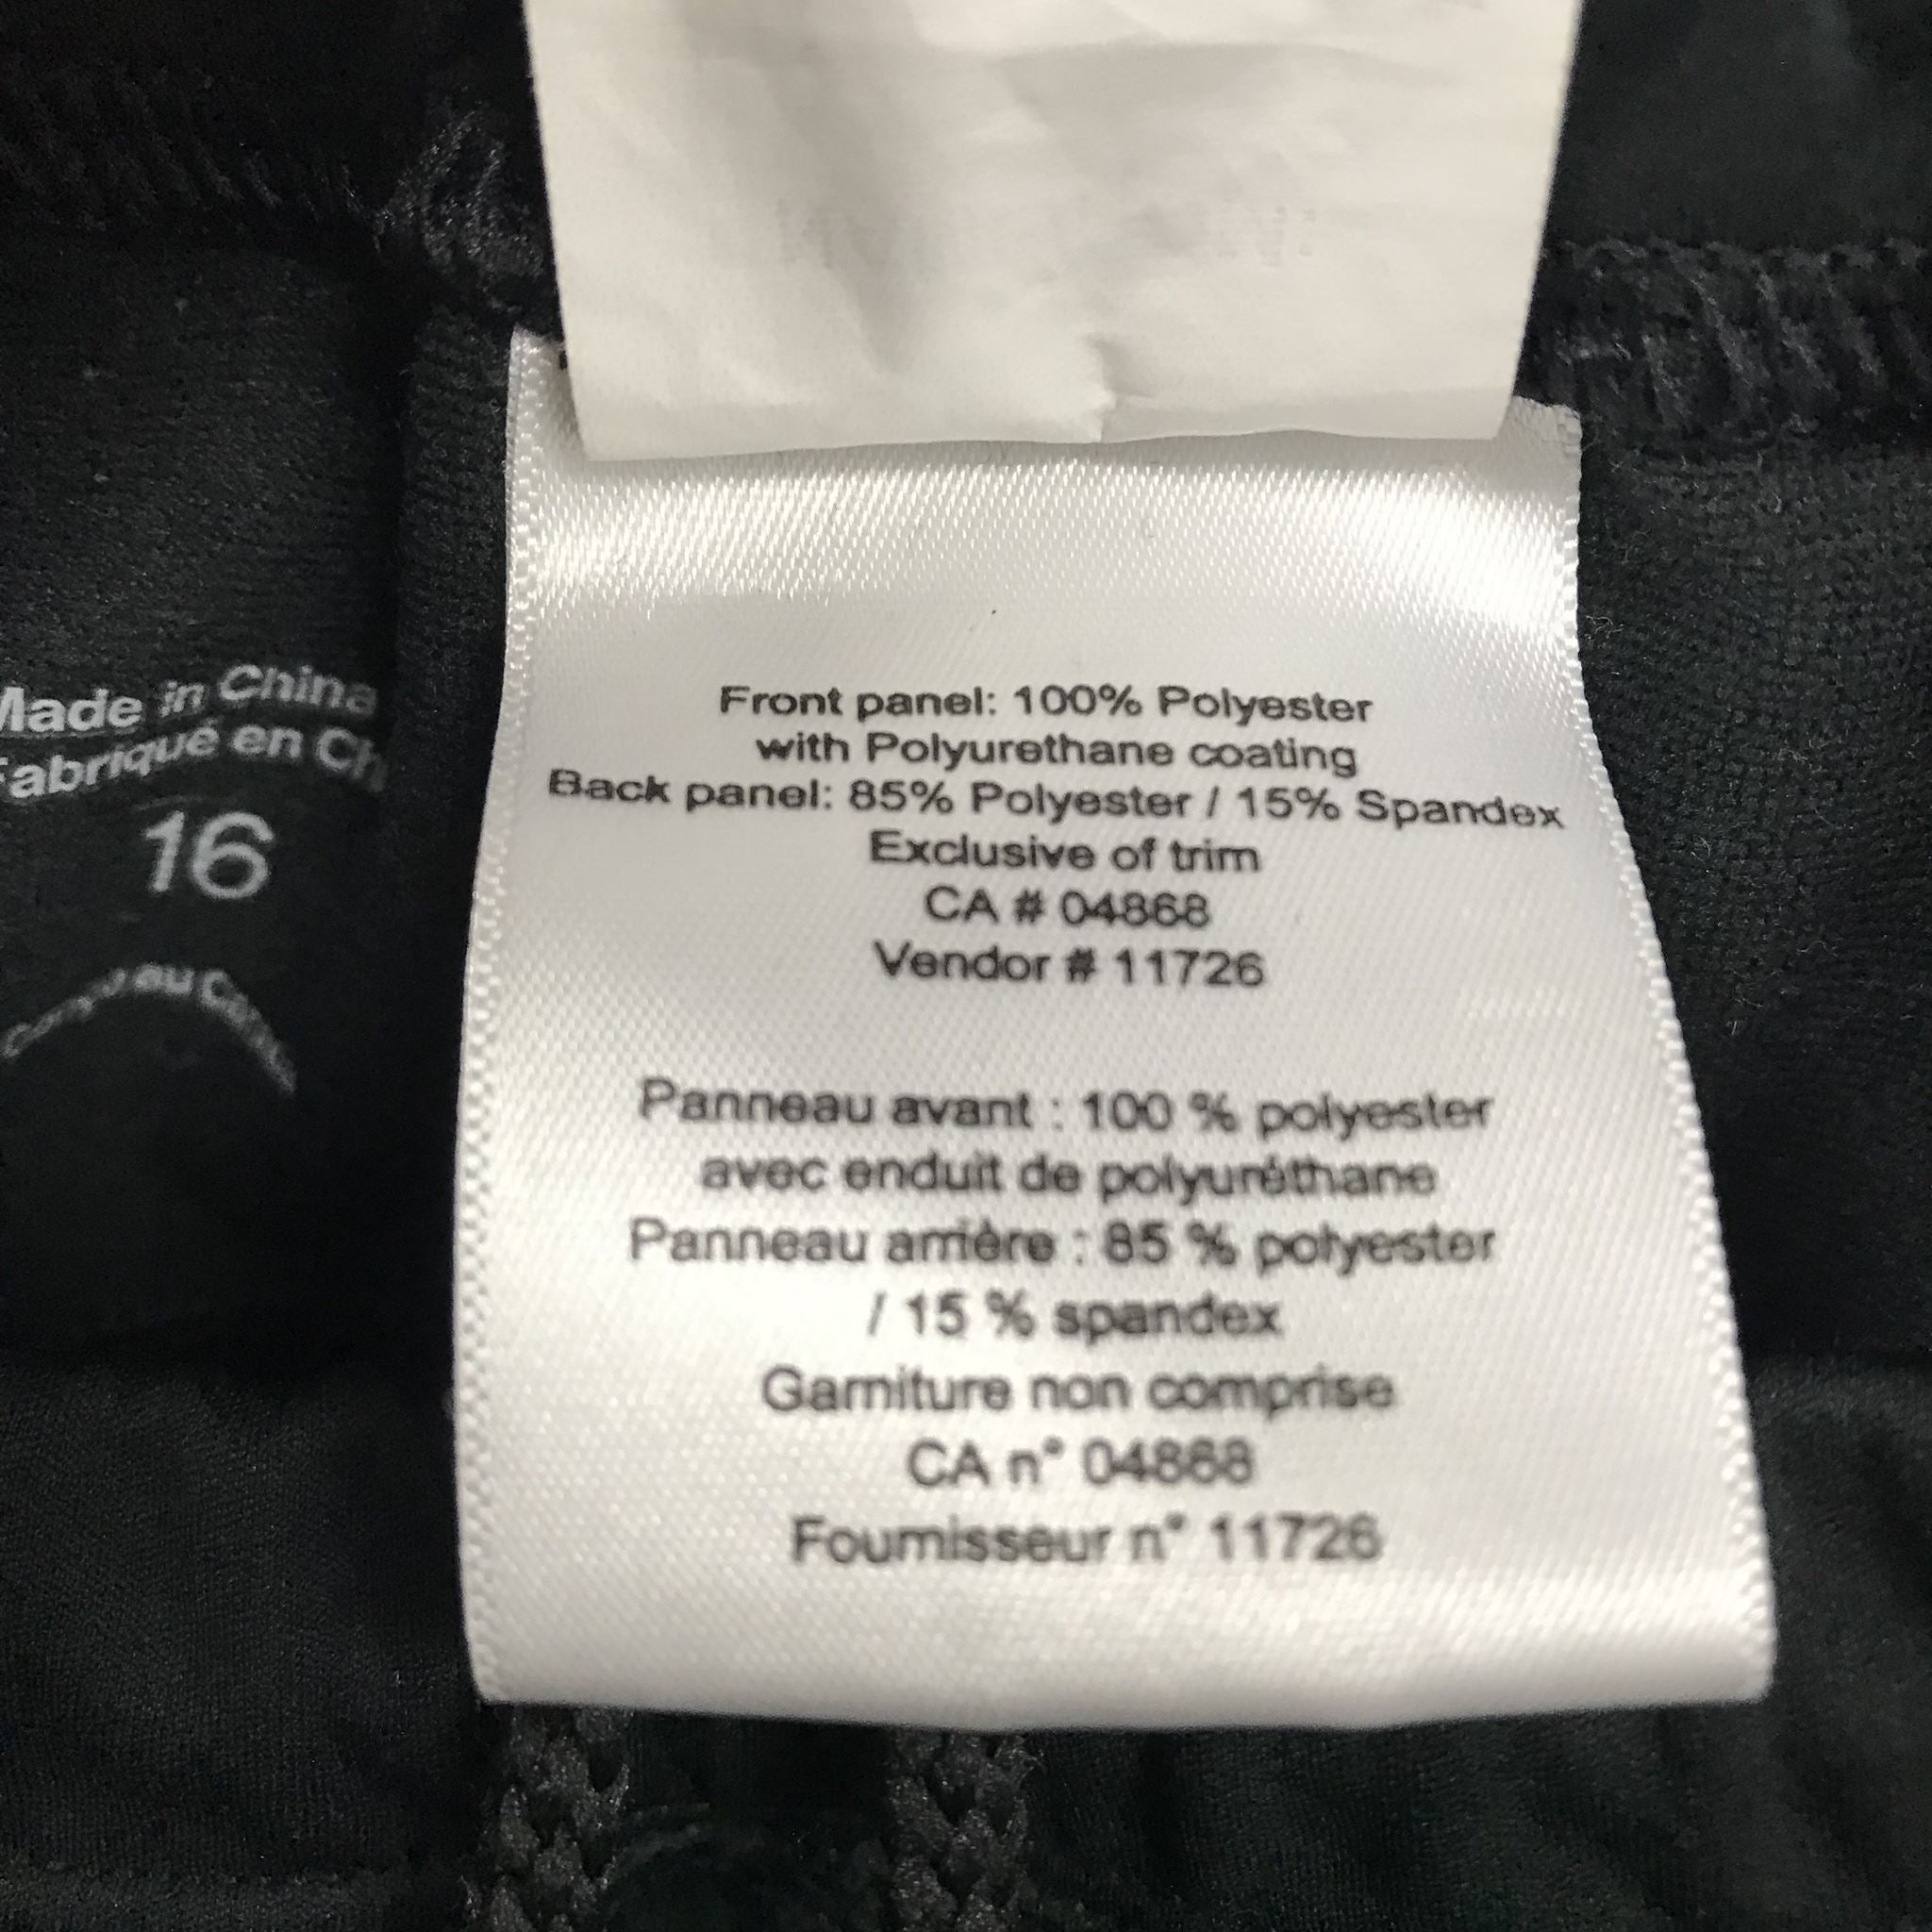 Made in China
Fabriqué en Ch
16
au
Front panel: 100% Polyester
with Polyurethane coating
Back panel: 85% Polyester / 15% Spandex
Exclusive of trim
CA # 04868
Vendor # 11726
Panneau avant : 100 % polyester
avec enduit de polyuréthane
Panneau arrière : 85 % polyester
/ 15 % spandex
Garniture non comprise
CA n° 04868
Fournisseur n° 11726